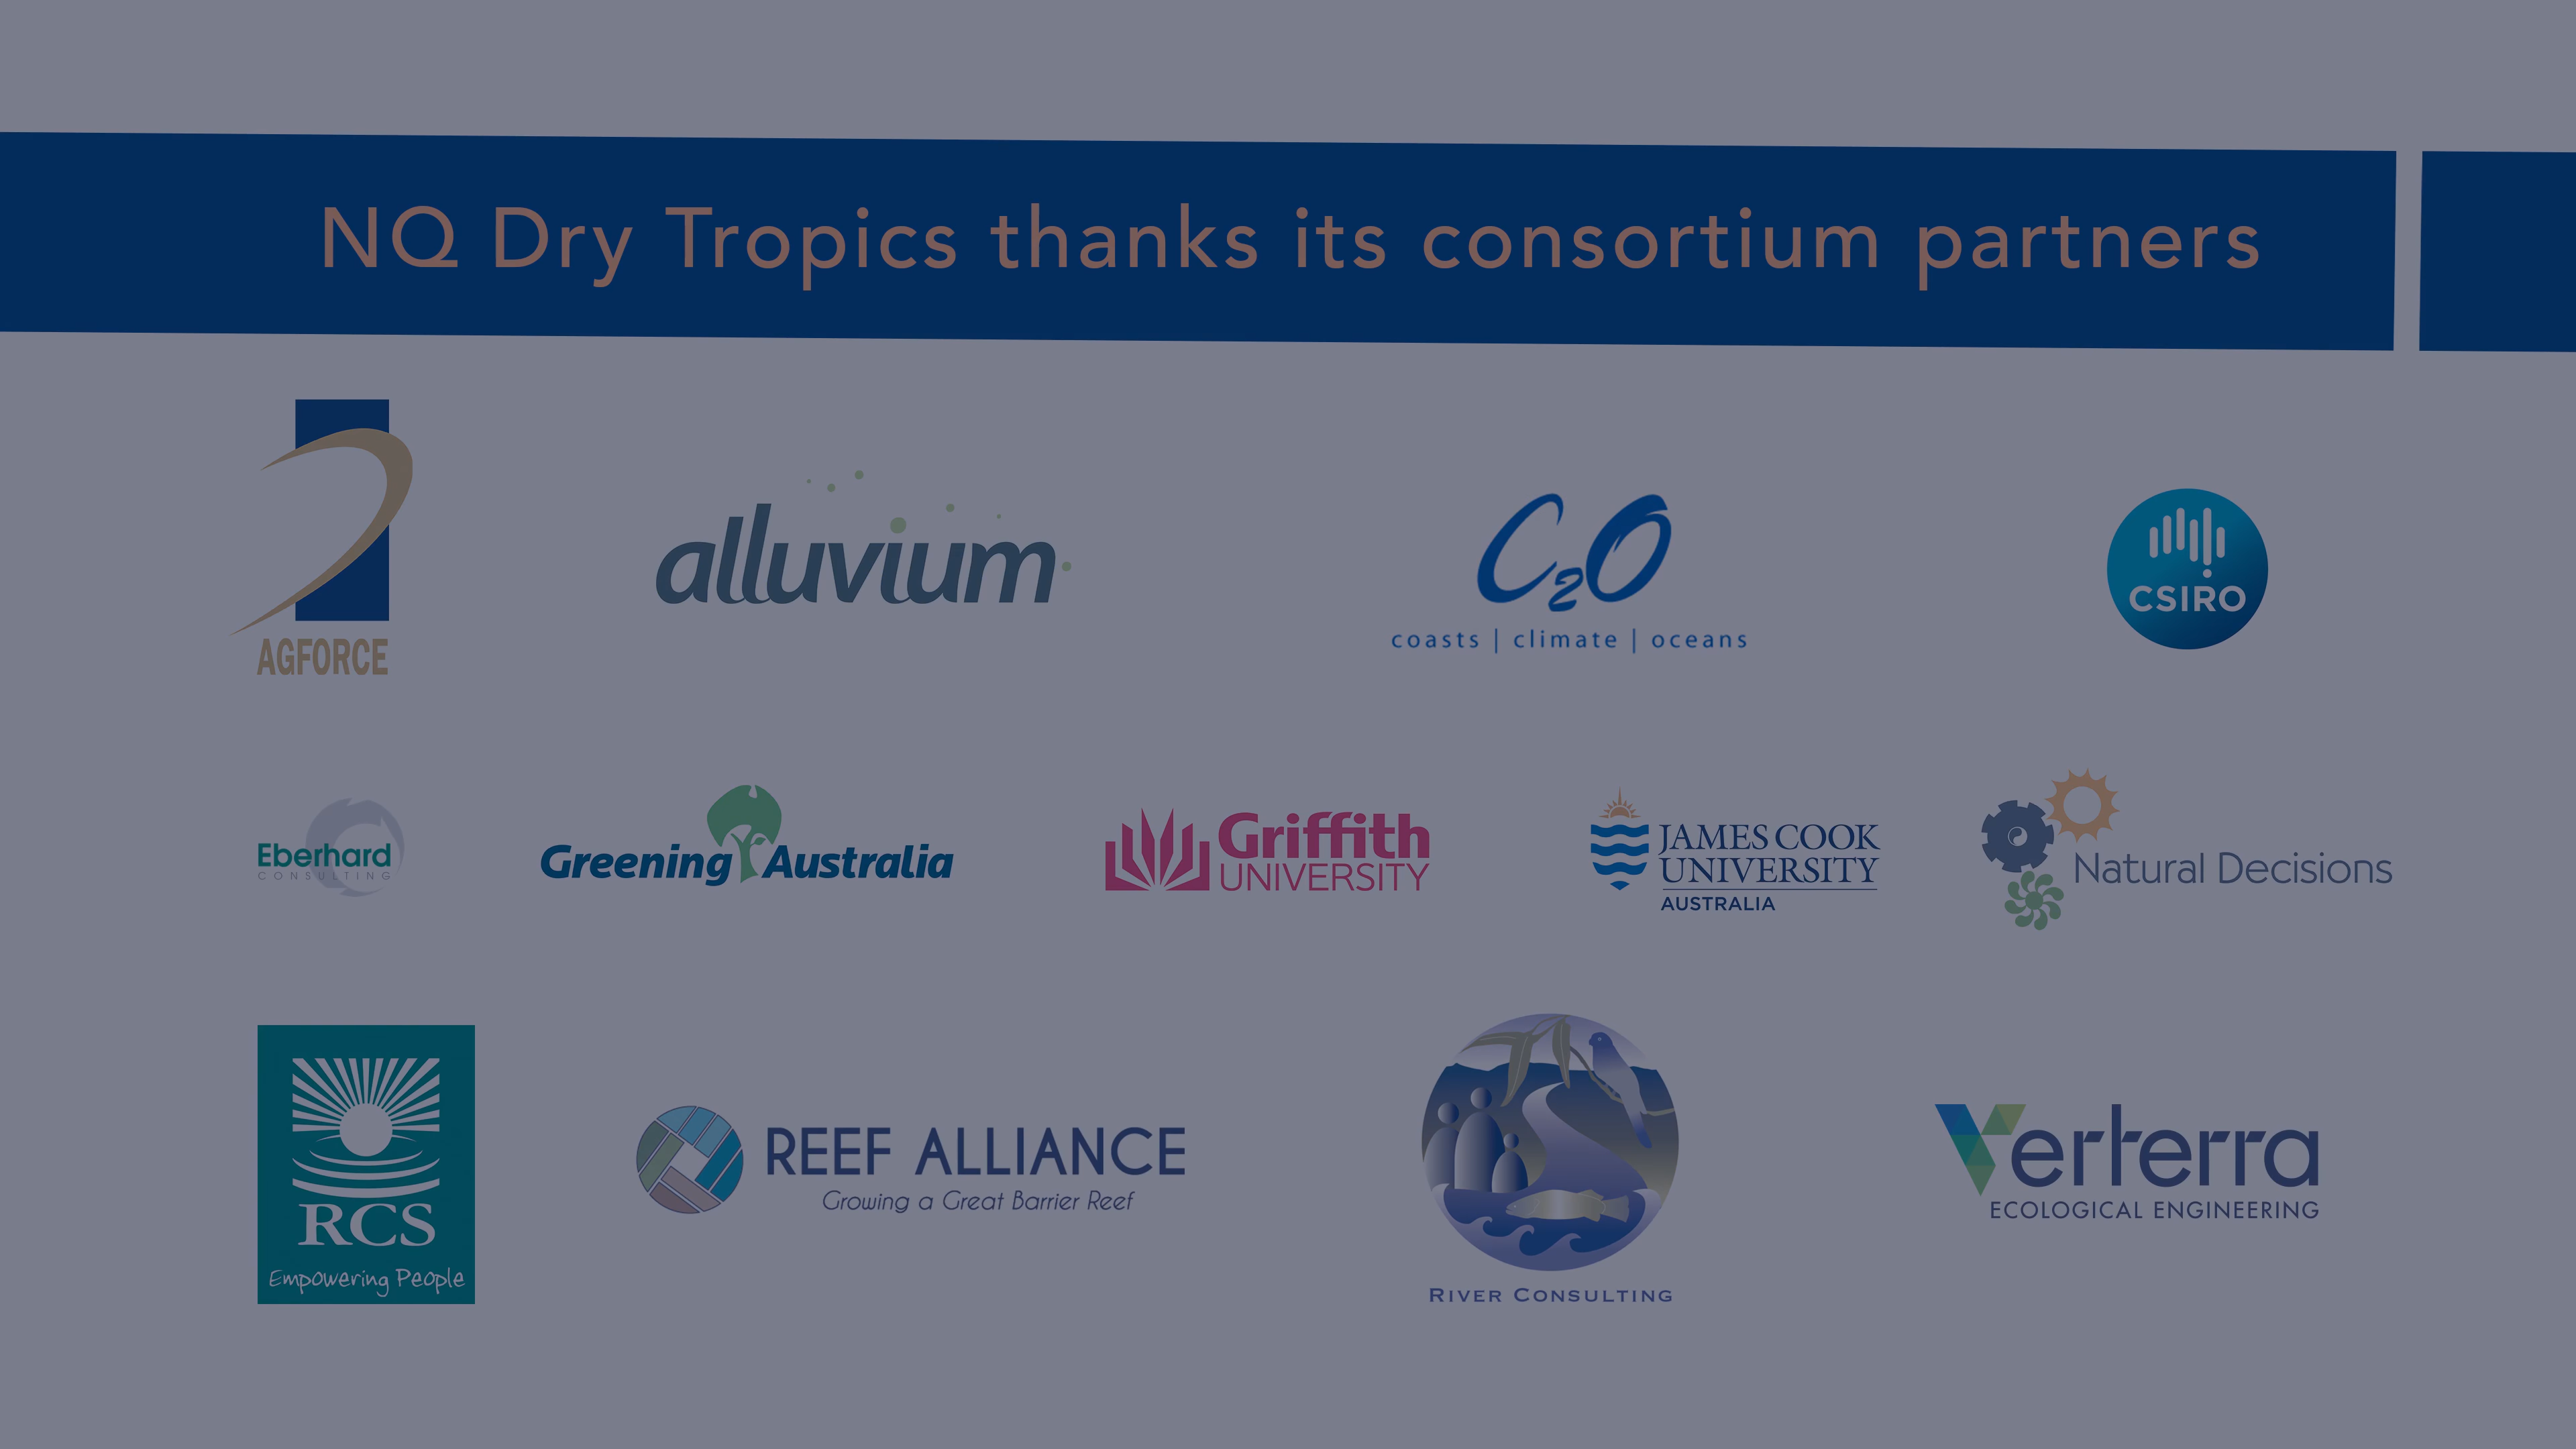 NQ Dry Tropics thanks its consortium partners
AGFORCE
alluvium
C2O
coasts | climate | oceans
CSIRO
Eberhard
CONSULTING
Greening Australia
Griffith
UNIVERSITY
JAMES COOK
UNIVERSITY
AUSTRALIA
Natural Decisions
RCS
Empowering People
REEF ALLIANCE
Growing a Great Barrier Reef
RIVER CONSULTING
Verterra
ECOLOGICAL ENGINEERING